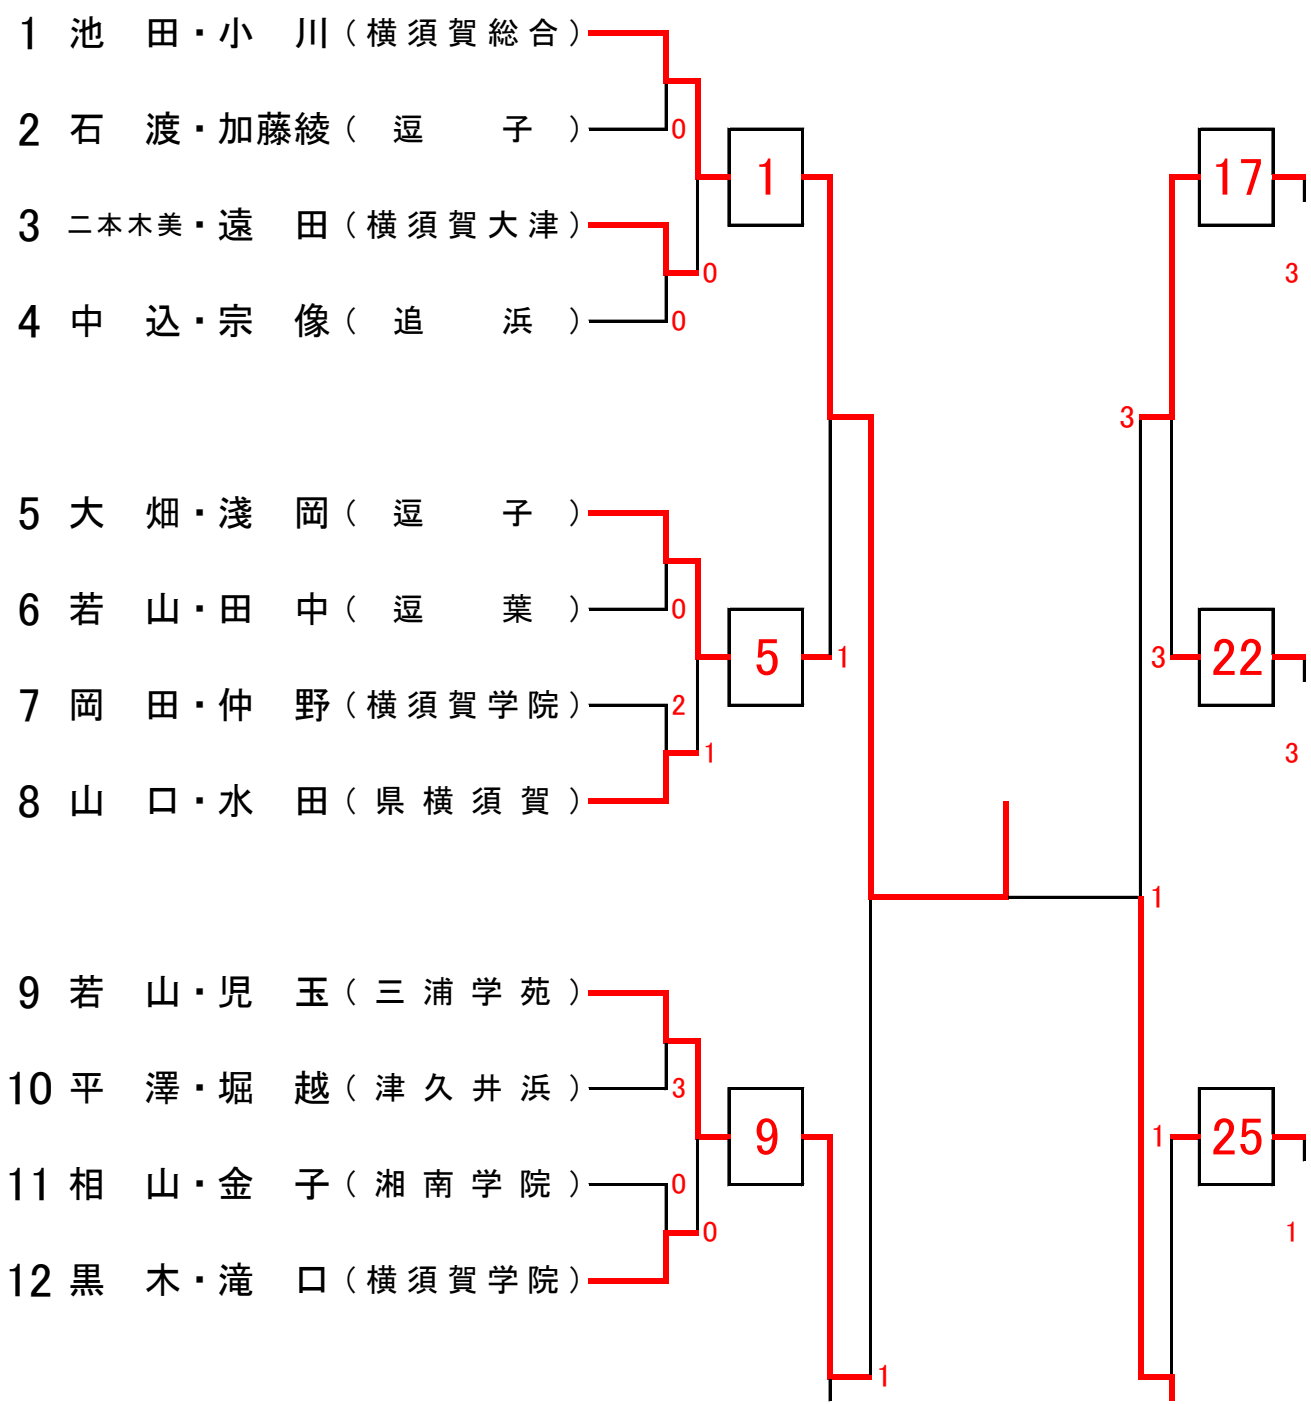 1 池 田・小 川（横須賀総合）
2 石 渡・加藤綾（ 逗 子 ）
0
1
17
3 二本木美・遠 田（横須賀大津）
0
3
4 中 込・宗 像（ 追 浜 ）
0
3
5 大 畑・淺 岡（ 逗 子 ）
6 若 山・田 中（ 逗 葉 ）
0
5
1
3
22
7 岡 田・仲 野（横須賀学院）
2
1
3
8 山 口・水 田（県横須賀）
1
9 若 山・児 玉（三浦学苑）
10 平 澤・堀 越（津久井浜）
3
9
1
25
11 相 山・金 子（湘南学院）
0
0
1
12 黒 木・滝 口（横須賀学院）
1